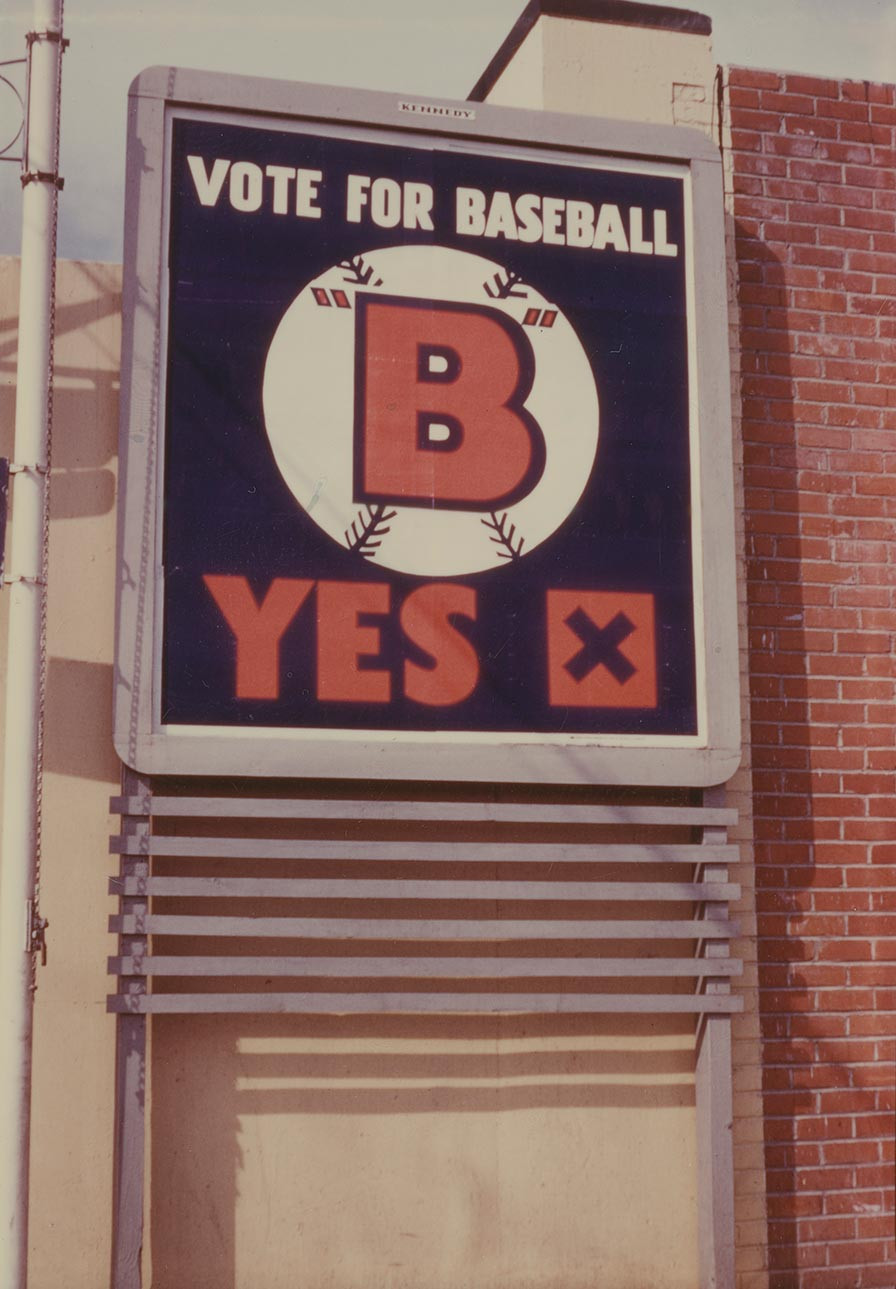 KENNEDY
VOTE FOR BASEBALL
"B"
YES X